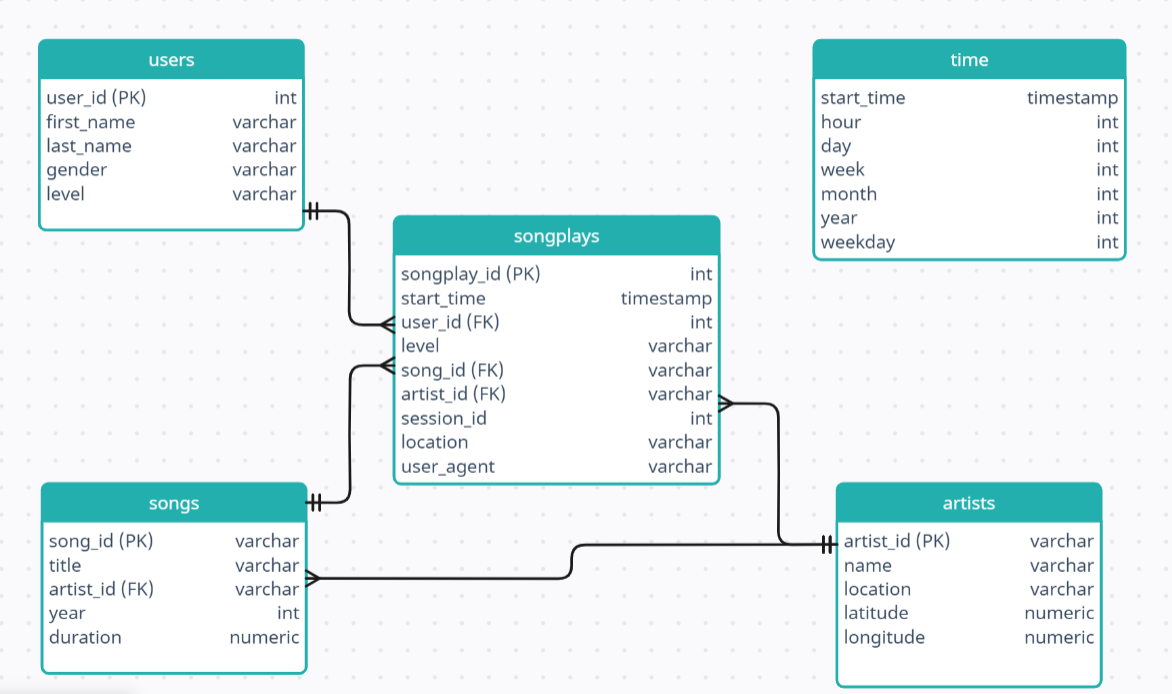 users
user_id (PK) int
first_name varchar
last_name varchar
gender varchar
level varchar
time
start_time timestamp
hour int
day int
week int
month int
year int
weekday int
songplays
songplay_id (PK) int
start_time timestamp
user_id (FK) int
level varchar
song_id (FK) varchar
artist_id (FK) varchar
session_id int
location varchar
user_agent varchar
songs
song_id (PK) varchar
title varchar
artist_id (FK) varchar
year int
duration numeric
artists
artist_id (PK) varchar
name varchar
location varchar
latitude numeric
longitude numeric